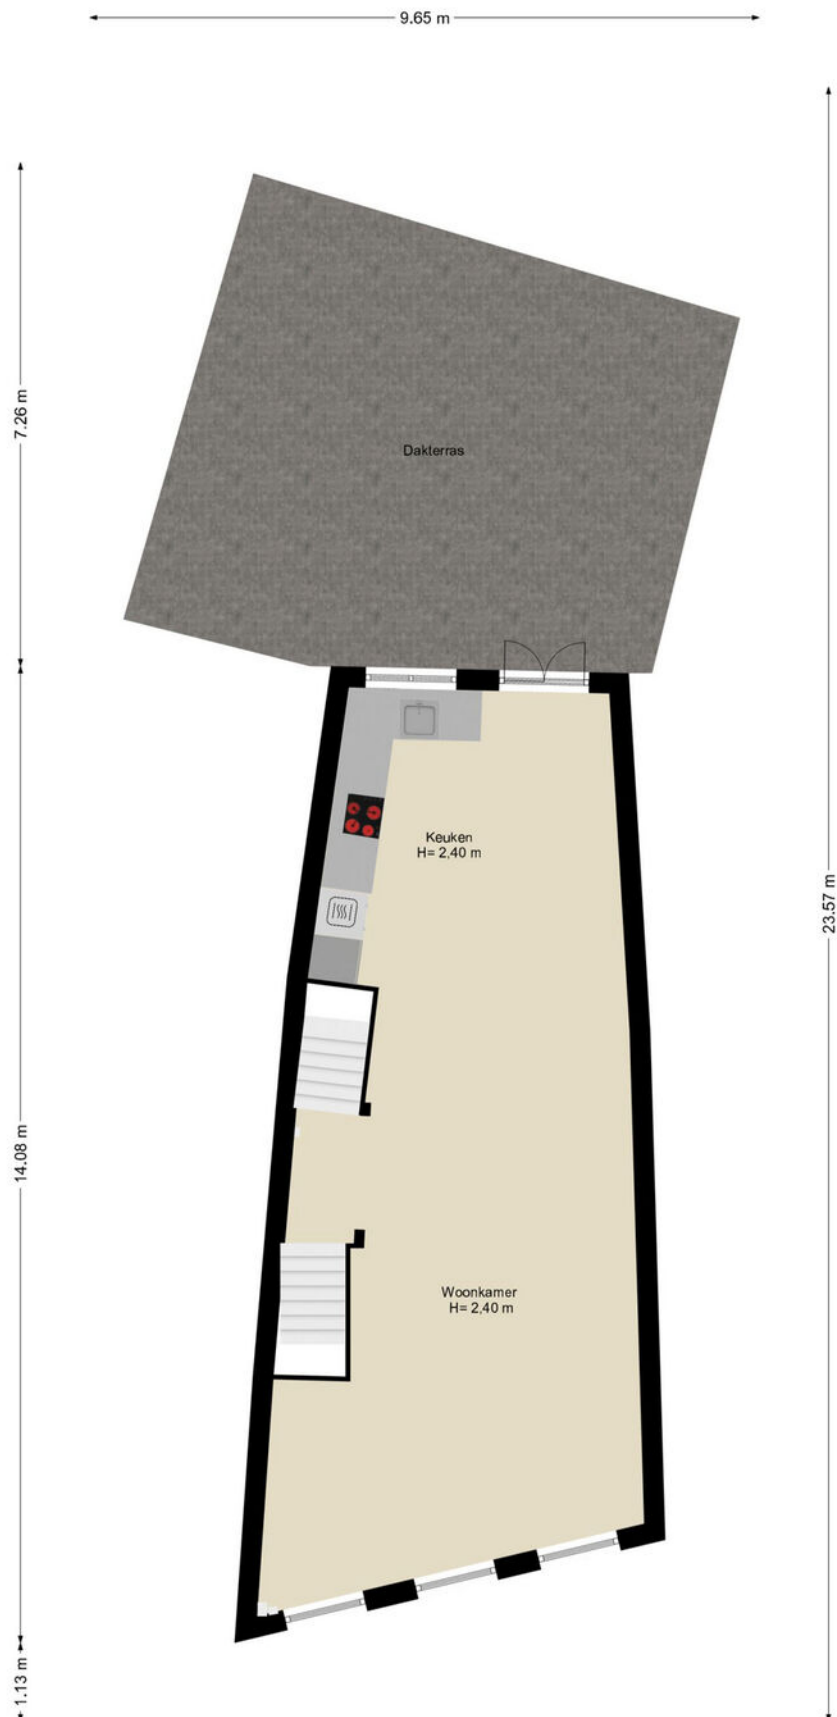 9.65 m
7.26 m
Dakterras
Keuken
H= 2,40 m
23.57 m
14.08 m
Woonkamer
H= 2,40 m
1.13 m